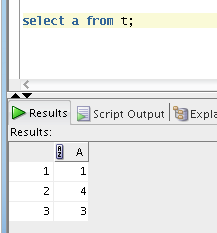 select a from t;
Results Script Output Expla
Results:
A
1 1
2 4
3 3